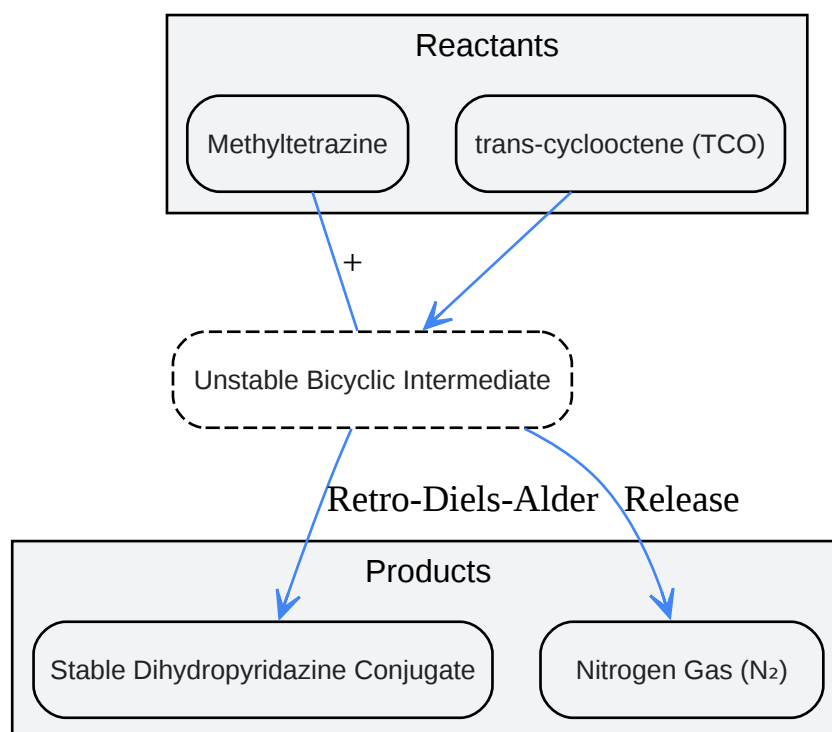 Reactants
Methyltetrazine
trans-cyclooctene (TCO)
+
Unstable Bicyclic Intermediate
Retro-Diels-Alder
Release
Products
Stable Dihydropyridazine Conjugate
Nitrogen Gas (N₂)